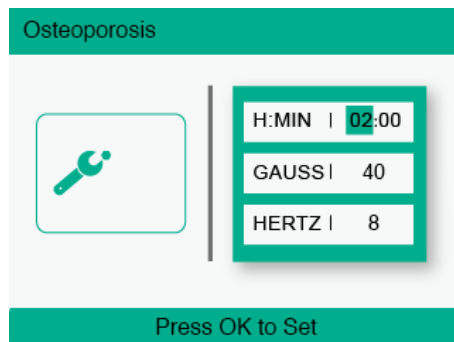 Osteoporosis
H:MIN | 02:00
GAUSS | 40
HERTZ | 8
Press OK to Set